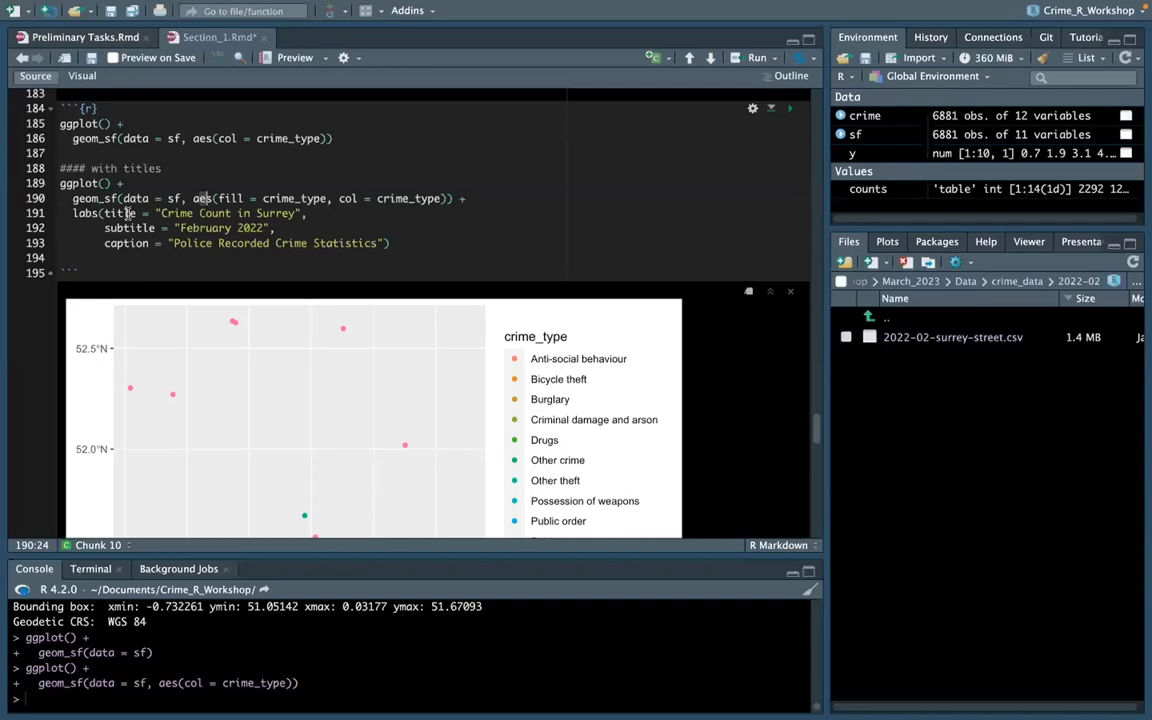 Go to file/function
Addins
Crime_R_Workshop
Preliminary Tasks.Rmd
Section_1.Rmd*
Preview on Save
Preview
Run
Source
Visual
Outline
183
184 ```{r}
185 ggplot() +
186 geom_sf(data = sf, aes(col = crime_type))
187
188 #### with titles
189 ggplot() +
190 geom_sf(data = sf, aes(fill = crime_type, col = crime_type)) +
191 labs(title = "Crime Count in Surrey",
192 subtitle = "February 2022",
193 caption = "Police Recorded Crime Statistics")
194
195 ```
52.5°N
52.0°N
crime_type
Anti-social behaviour
Bicycle theft
Burglary
Criminal damage and arson
Drugs
Other crime
Other theft
Possession of weapons
Public order
190:24
Chunk 10
R Markdown
Console
Terminal
Background Jobs
R 4.2.0 · ~/Documents/Crime_R_Workshop/
Bounding box: xmin: -0.732261 ymin: 51.05142 xmax: 0.03177 ymax: 51.67093
Geodetic CRS: WGS 84
> ggplot() +
+ geom_sf(data = sf)
> ggplot() +
+ geom_sf(data = sf, aes(col = crime_type))
>
Environment
History
Connections
Git
Tutoria
Import
360 MiB
List
R
Global Environment
Data
crime 6881 obs. of 12 variables
sf 6881 obs. of 11 variables
y num [1:10, 1] 0.7 1.9 3.1 4....
Values
counts 'table' int [1:14(1d)] 2292 12...
Files
Plots
Packages
Help
Viewer
Presenta
March_2023
Data
crime_data
2022-02
...
Name
Size
..
2022-02-surrey-street.csv
1.4 MB